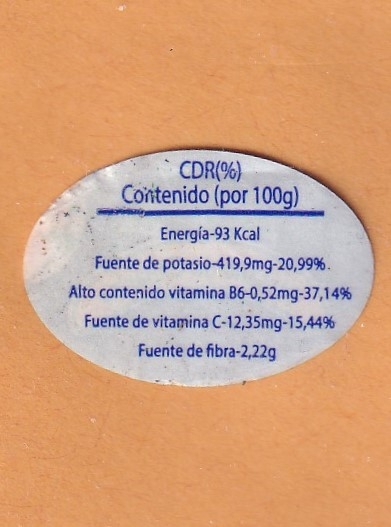 CDR(%)
Contenido (por 100g)
Energía-93 Kcal
Fuente de potasio-419,9mg-20,99%.
Alto contenido vitamina B6-0,52mg-37,14%
Fuente de vitamina C-12,35mg-15,44%
Fuente de fibra-2,22g